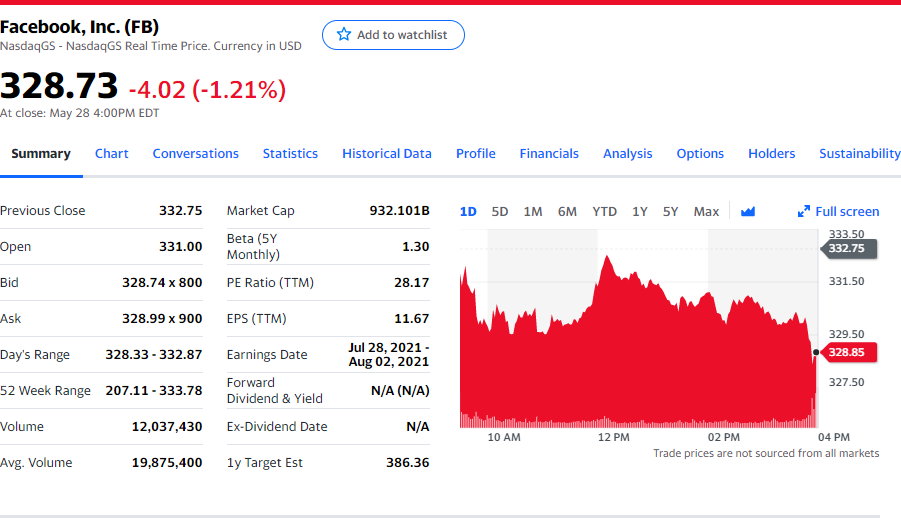 Facebook, Inc. (FB)
NasdaqGS - NasdaqGS Real Time Price. Currency in USD
Add to watchlist
328.73 -4.02 (-1.21%)
At close: May 28 4:00PM EDT
Summary Chart Conversations Statistics Historical Data Profile Financials Analysis Options Holders Sustainability
Previous Close 332.75
Open 331.00
Bid 328.74 x 800
Ask 328.99 x 900
Day's Range 328.33 - 332.87
52 Week Range 207.11 - 333.78
Volume 12,037,430
Avg. Volume 19,875,400
Market Cap 932.101B
Beta (5Y
Monthly) 1.30
PE Ratio (TTM) 28.17
EPS (TTM) 11.67
Earnings Date Jul 28, 2021 -
Aug 02, 2021
Forward
Dividend & Yield N/A (N/A)
Ex-Dividend Date N/A
1y Target Est 386.36
1D 5D 1M 6M YTD 1Y 5Y Max Full screen
333.50
332.75
331.50
329.50
328.85
327.50
10 AM 12 PM 02 PM 04 PM
Trade prices are not sourced from all markets